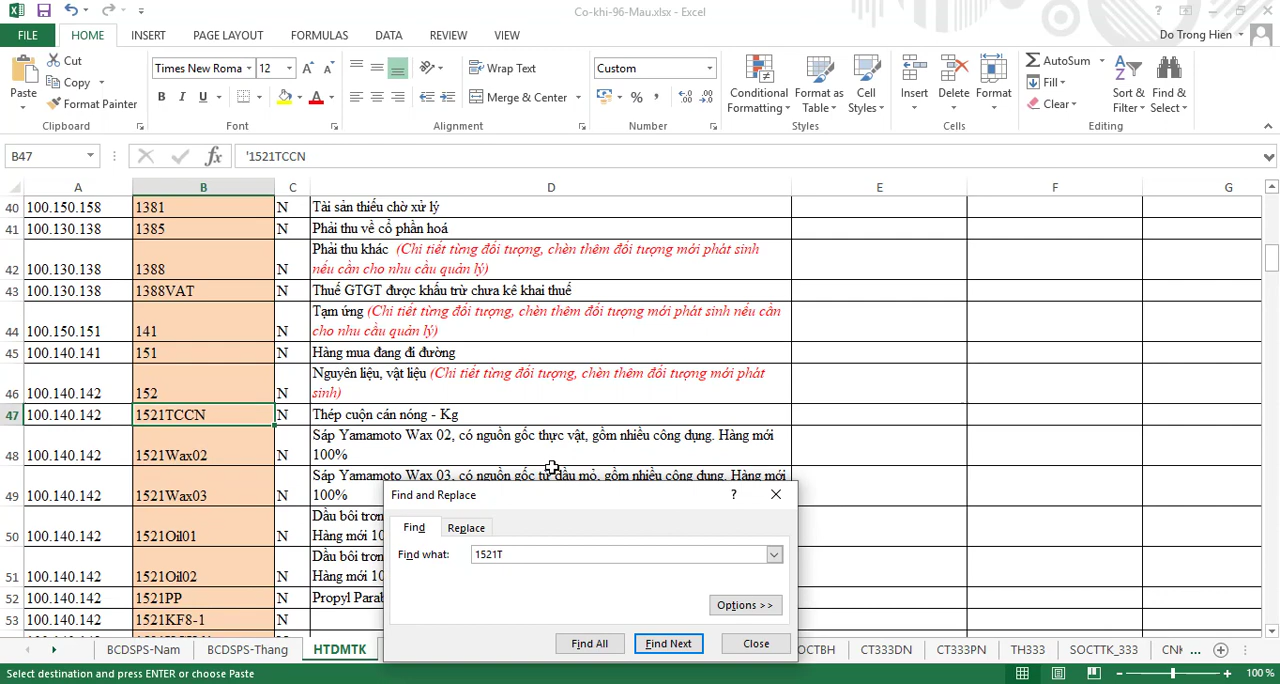 Co-khi-96-Mau.xlsx - Excel
FILE HOME INSERT PAGE LAYOUT FORMULAS DATA REVIEW VIEW Do Trong Hien
Paste Cut Copy Format Painter
Clipboard
Times New Roma 12
B I U
Font
Wrap Text
Merge & Center
Alignment
Custom
%
Number
Conditional Formatting
Format as Table
Cell Styles
Styles
Insert Delete Format
Cells
AutoSum
Fill
Clear
Sort & Filter
Find & Select
Editing
B47 fx '1521TCCN
A B C D E F G
40 100.150.158 1381 N Tài sản thiếu chờ xử lý
41 100.130.138 1385 N Phải thu về cổ phần hoá
Phải thu khác (Chi tiết từng đối tượng, chèn thêm đối tượng mới phát sinh
42 100.130.138 1388 N nếu cần cho nhu cầu quản lý)
43 100.130.138 1388VAT N Thuế GTGT được khấu trừ chưa kê khai thuế
Tạm ứng (Chi tiết từng đối tượng, chèn thêm đối tượng mới phát sinh nếu cần
44 100.150.151 141 N cho nhu cầu quản lý)
45 100.140.141 151 N Hàng mua đang đi đường
Nguyên liệu, vật liệu (Chi tiết từng đối tượng, chèn thêm đối tượng mới phát
46 100.140.142 152 N sinh)
47 100.140.142 1521TCCN N Thép cuộn cán nóng - Kg
Sáp Yamamoto Wax 02, có nguồn gốc thực vật, gồm nhiều công dụng. Hàng mới
48 100.140.142 1521Wax02 N 100%
Sáp Yamamoto Wax 03, có nguồn gốc từ dầu mỏ, gồm nhiều công dụng. Hàng mới
49 100.140.142 1521Wax03 N 100%
Dầu bôi trơn
50 100.140.142 1521Oil01 N Hàng mới 10
Dầu bôi trơn
51 100.140.142 1521Oil02 N Hàng mới 10
52 100.140.142 1521PP N Propyl Parab
53 100.140.142 1521KF8-1 N
Find and Replace ?
Find Replace
Find what: 1521T
Options >>
Find All Find Next Close
BCDSPS-Nam BCDSPS-Thang HTDMTK OCTBH CT333DN CT333PN TH333 SOCTTK_333 CNK ...
Select destination and press ENTER or choose Paste 100 %